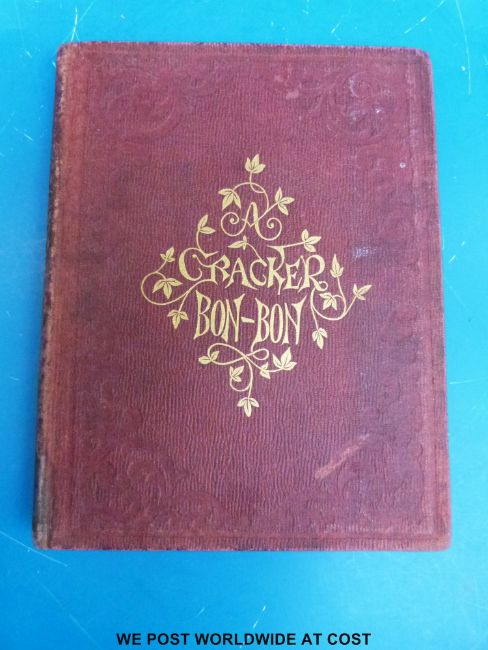 A
CRACKER
BON-BON
WE POST WORLDWIDE AT COST